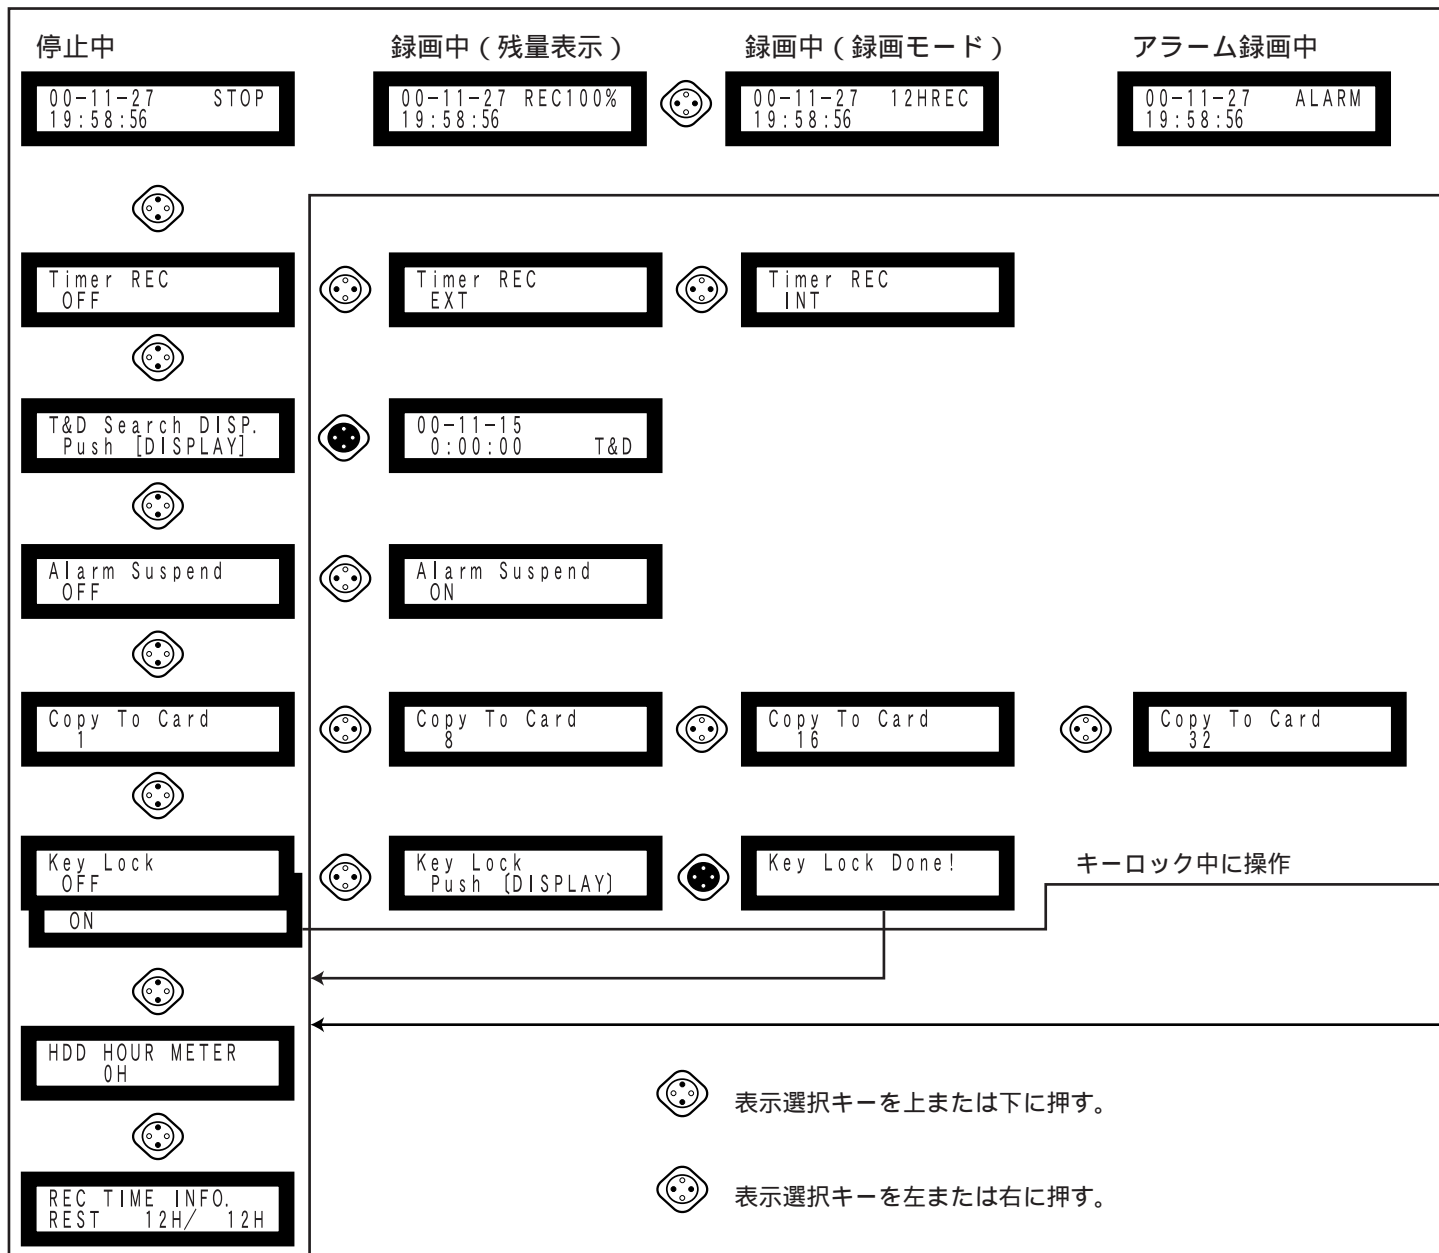 停止中
録画中(残量表示)
録画中(録画モード)
アラーム録画中
00-11-27 STOP
19:58:56
00-11-27 REC100%
19:58:56
00-11-27 12HREC
19:58:56
00-11-27 ALARM
19:58:56
Timer REC
OFF
Timer REC
EXT
Timer REC
INT
T&D Search DISP.
Push [DISPLAY]
00-11-15
0:00:00 T&D
Alarm Suspend
OFF
Alarm Suspend
ON
Copy To Card
1
Copy To Card
8
Copy To Card
16
Copy To Card
32
Key Lock
OFF
ON
Key Lock
Push (DISPLAY)
Key Lock Done!
キーロック中に操作
HDD HOUR METER
0H
表示選択キーを上または下に押す。
表示選択キーを左または右に押す。
REC TIME INFO.
REST 12H/ 12H